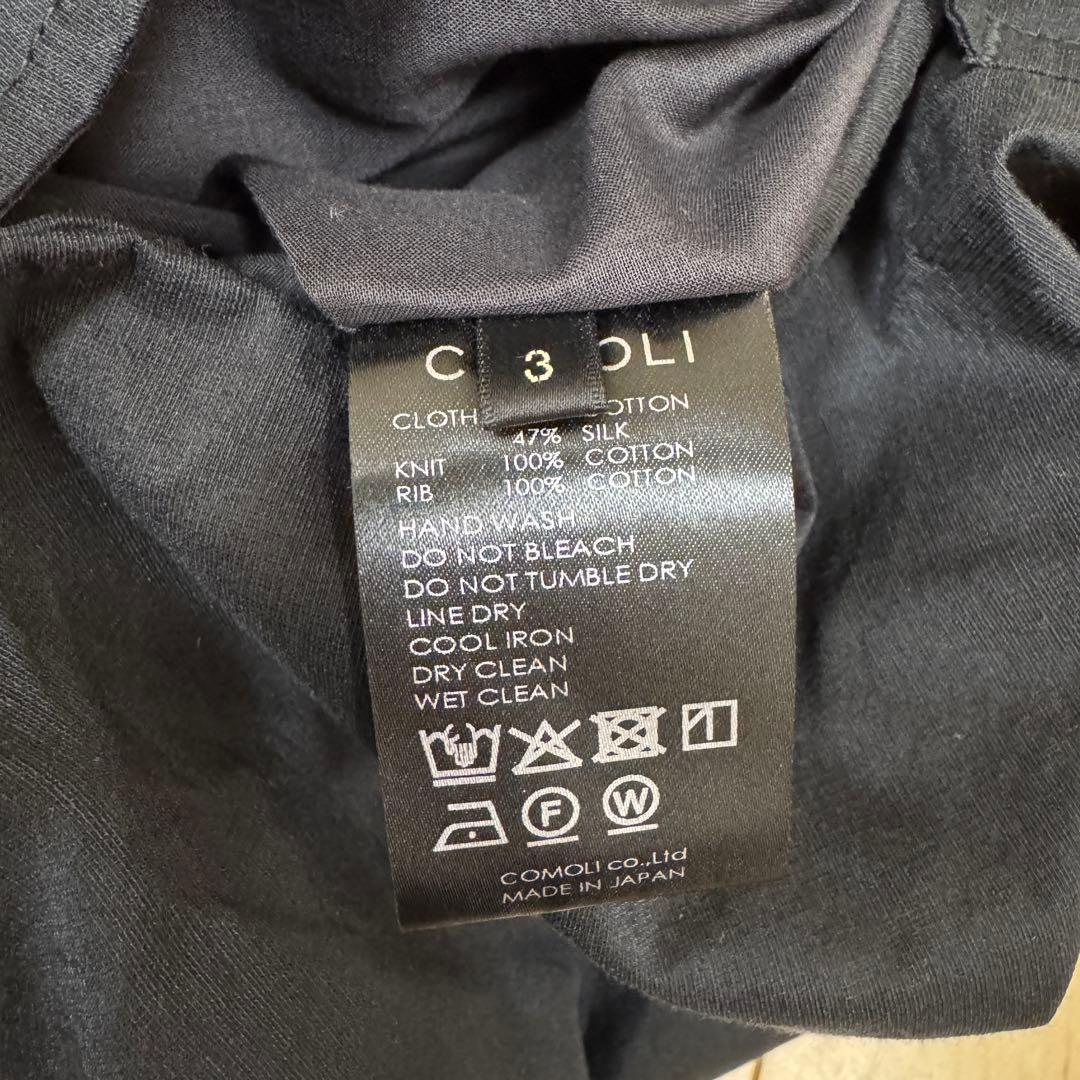 C OLI
3
CLOTH COTTON
47% SILK
KNIT 100% COTTON
RIB 100% COTTON
HAND WASH
DO NOT BLEACH
DO NOT TUMBLE DRY
LINE DRY
COOL IRON
DRY CLEAN
WET CLEAN
F W
COMOLI co.,Ltd
MADE IN JAPAN